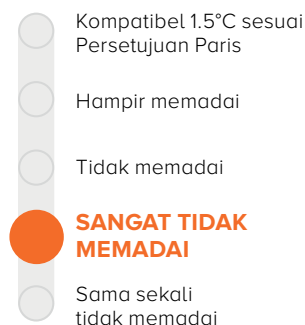 Kompatibel 1.5°C sesuai
Persetujuan Paris
Hampir memadai
Tidak memadai
SANGAT TIDAK
MEMADAI
Sama sekali
tidak memadai